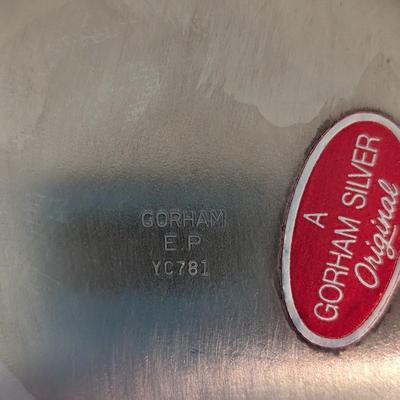 GORHAM
E.P
YC781
A
GORHAM SILVER
Original